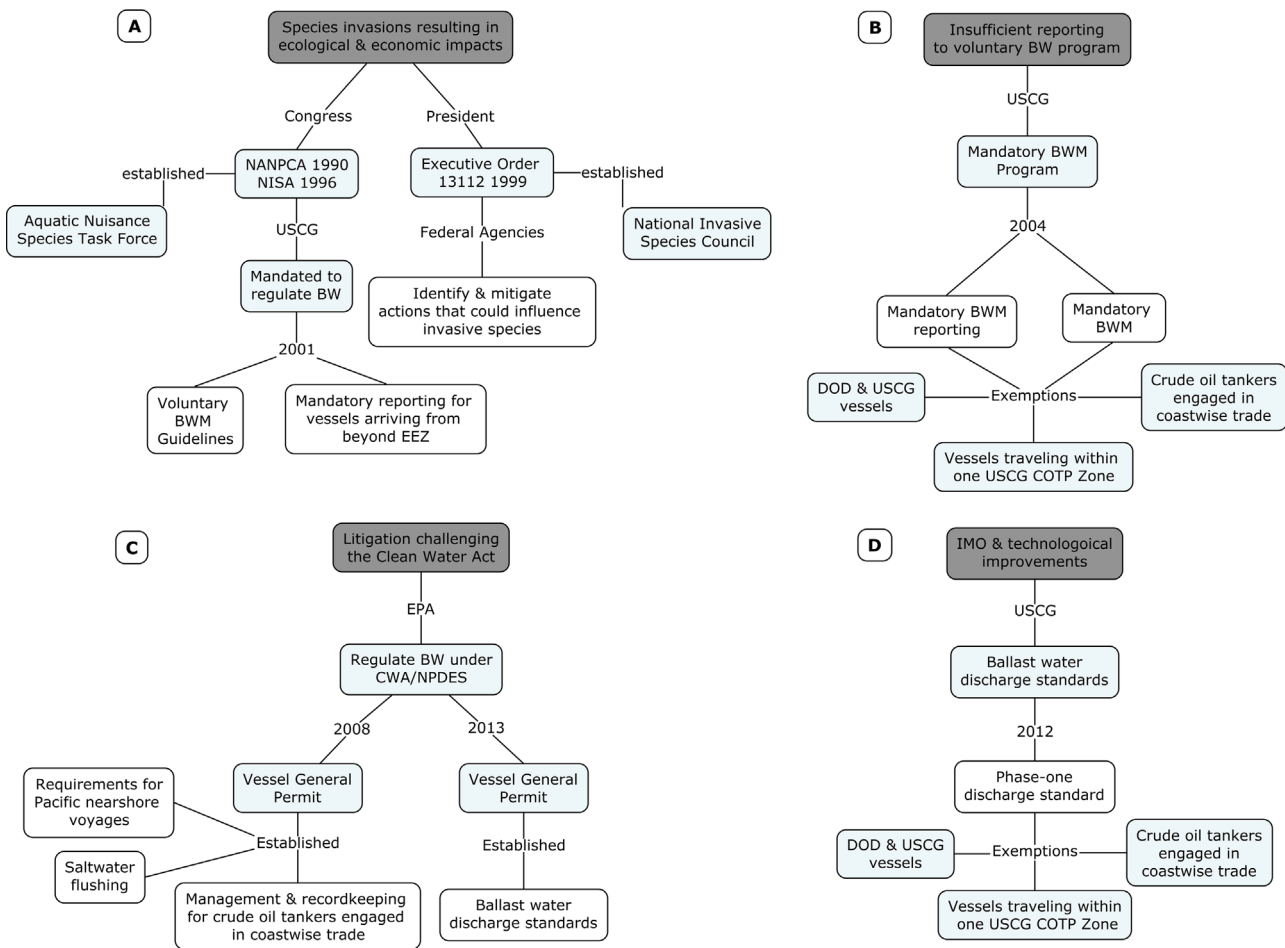 A
Species invasions resulting in
ecological & economic impacts
Congress
President
established
NANPCA 1990
NISA 1996
Executive Order
13112 1999
established
Aquatic Nuisance
Species Task Force
USCG
Federal Agencies
National Invasive
Species Council
Mandated to
regulate BW
Identify & mitigate
actions that could influence
invasive species
2001
Voluntary
BWM
Guidelines
Mandatory reporting for
vessels arriving from
beyond EEZ
B
Insufficient reporting
to voluntary BW program
USCG
Mandatory BWM
Program
2004
Mandatory BWM
reporting
Mandatory
BWM
DOD & USCG
vessels
Exemptions
Crude oil tankers
engaged in
coastwise trade
Vessels traveling within
one USCG COTP Zone
C
Litigation challenging
the Clean Water Act
EPA
Regulate BW under
CWA/NPDES
2008
2013
Requirements for
Pacific nearshore
voyages
Vessel General
Permit
Vessel General
Permit
Established
Established
Saltwater
flushing
Management & recordkeeping
for crude oil tankers engaged
in coastwise trade
Ballast water
discharge standards
D
IMO & technologoical
improvements
USCG
Ballast water
discharge standards
2012
Phase-one
discharge standard
DOD & USCG
vessels
Exemptions
Crude oil tankers
engaged in
coastwise trade
Vessels traveling within
one USCG COTP Zone